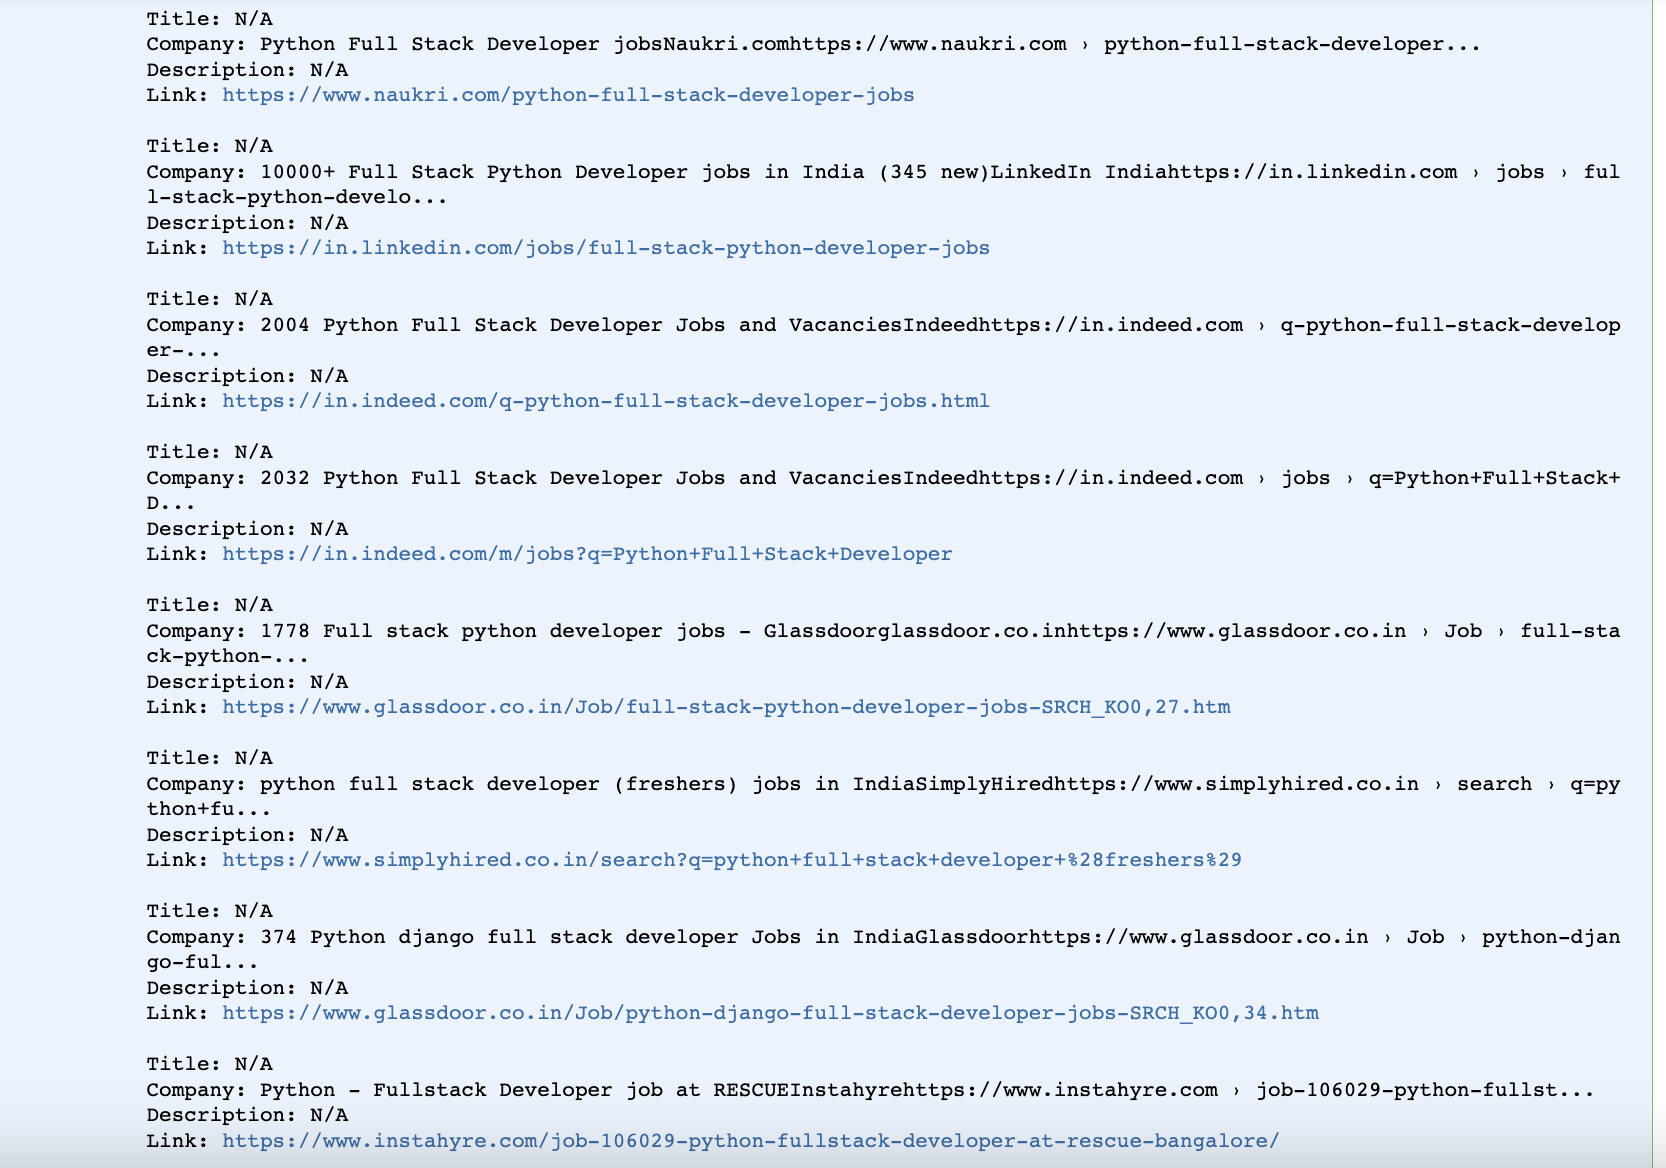 Title: N/A
Company: Python Full Stack Developer jobsNaukri.comhttps://www.naukri.com › python-full-stack-developer...
Description: N/A
Link: https://www.naukri.com/python-full-stack-developer-jobs
Title: N/A
Company: 10000+ Full Stack Python Developer jobs in India (345 new)LinkedIn Indiahttps://in.linkedin.com › jobs › ful
l-stack-python-develo...
Description: N/A
Link: https://in.linkedin.com/jobs/full-stack-python-developer-jobs
Title: N/A
Company: 2004 Python Full Stack Developer Jobs and VacanciesIndeedhttps://in.indeed.com › q-python-full-stack-develop
er-...
Description: N/A
Link: https://in.indeed.com/q-python-full-stack-developer-jobs.html
Title: N/A
Company: 2032 Python Full Stack Developer Jobs and VacanciesIndeedhttps://in.indeed.com › jobs › q=Python+Full+Stack+
D...
Description: N/A
Link: https://in.indeed.com/m/jobs?q=Python+Full+Stack+Developer
Title: N/A
Company: 1778 Full stack python developer jobs - Glassdoorglassdoor.co.inhttps://www.glassdoor.co.in › Job › full-sta
ck-python-...
Description: N/A
Link: https://www.glassdoor.co.in/Job/full-stack-python-developer-jobs-SRCH_KO0,27.htm
Title: N/A
Company: python full stack developer (freshers) jobs in IndiaSimplyHiredhttps://www.simplyhired.co.in › search › q=py
thon+fu...
Description: N/A
Link: https://www.simplyhired.co.in/search?q=python+full+stack+developer+%28freshers%29
Title: N/A
Company: 374 Python django full stack developer Jobs in IndiaGlassdoorhttps://www.glassdoor.co.in › Job › python-djan
go-ful...
Description: N/A
Link: https://www.glassdoor.co.in/Job/python-django-full-stack-developer-jobs-SRCH_KO0,34.htm
Title: N/A
Company: Python - Fullstack Developer job at RESCUEInstahyrehttps://www.instahyre.com › job-106029-python-fullst...
Description: N/A
Link: https://www.instahyre.com/job-106029-python-fullstack-developer-at-rescue-bangalore/